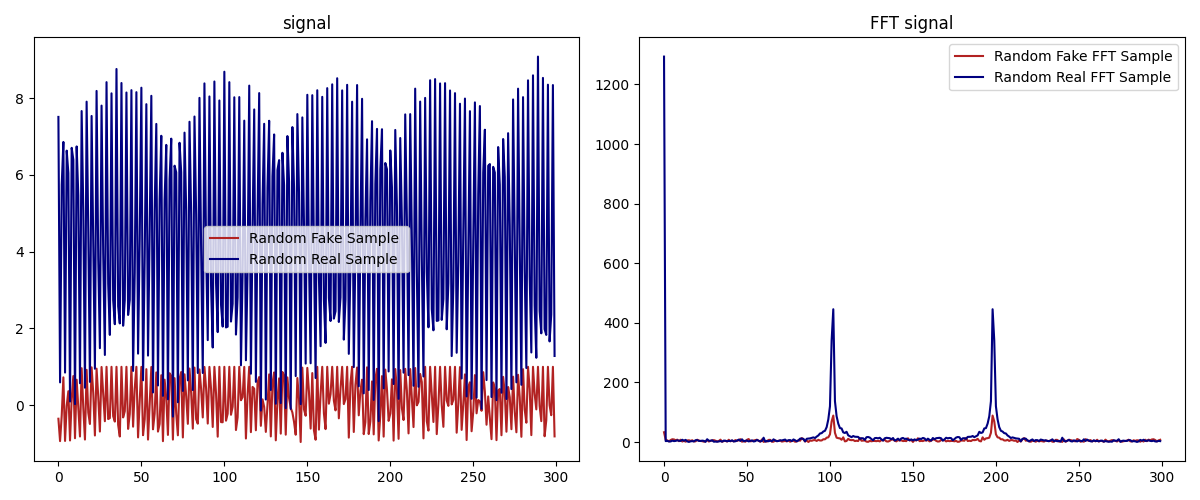 signal
8
6
4
2
0
0 50 100 150 200 250 300
Random Fake Sample
Random Real Sample
FFT signal
1200
1000
800
600
400
200
0
0 50 100 150 200 250 300
Random Fake FFT Sample
Random Real FFT Sample